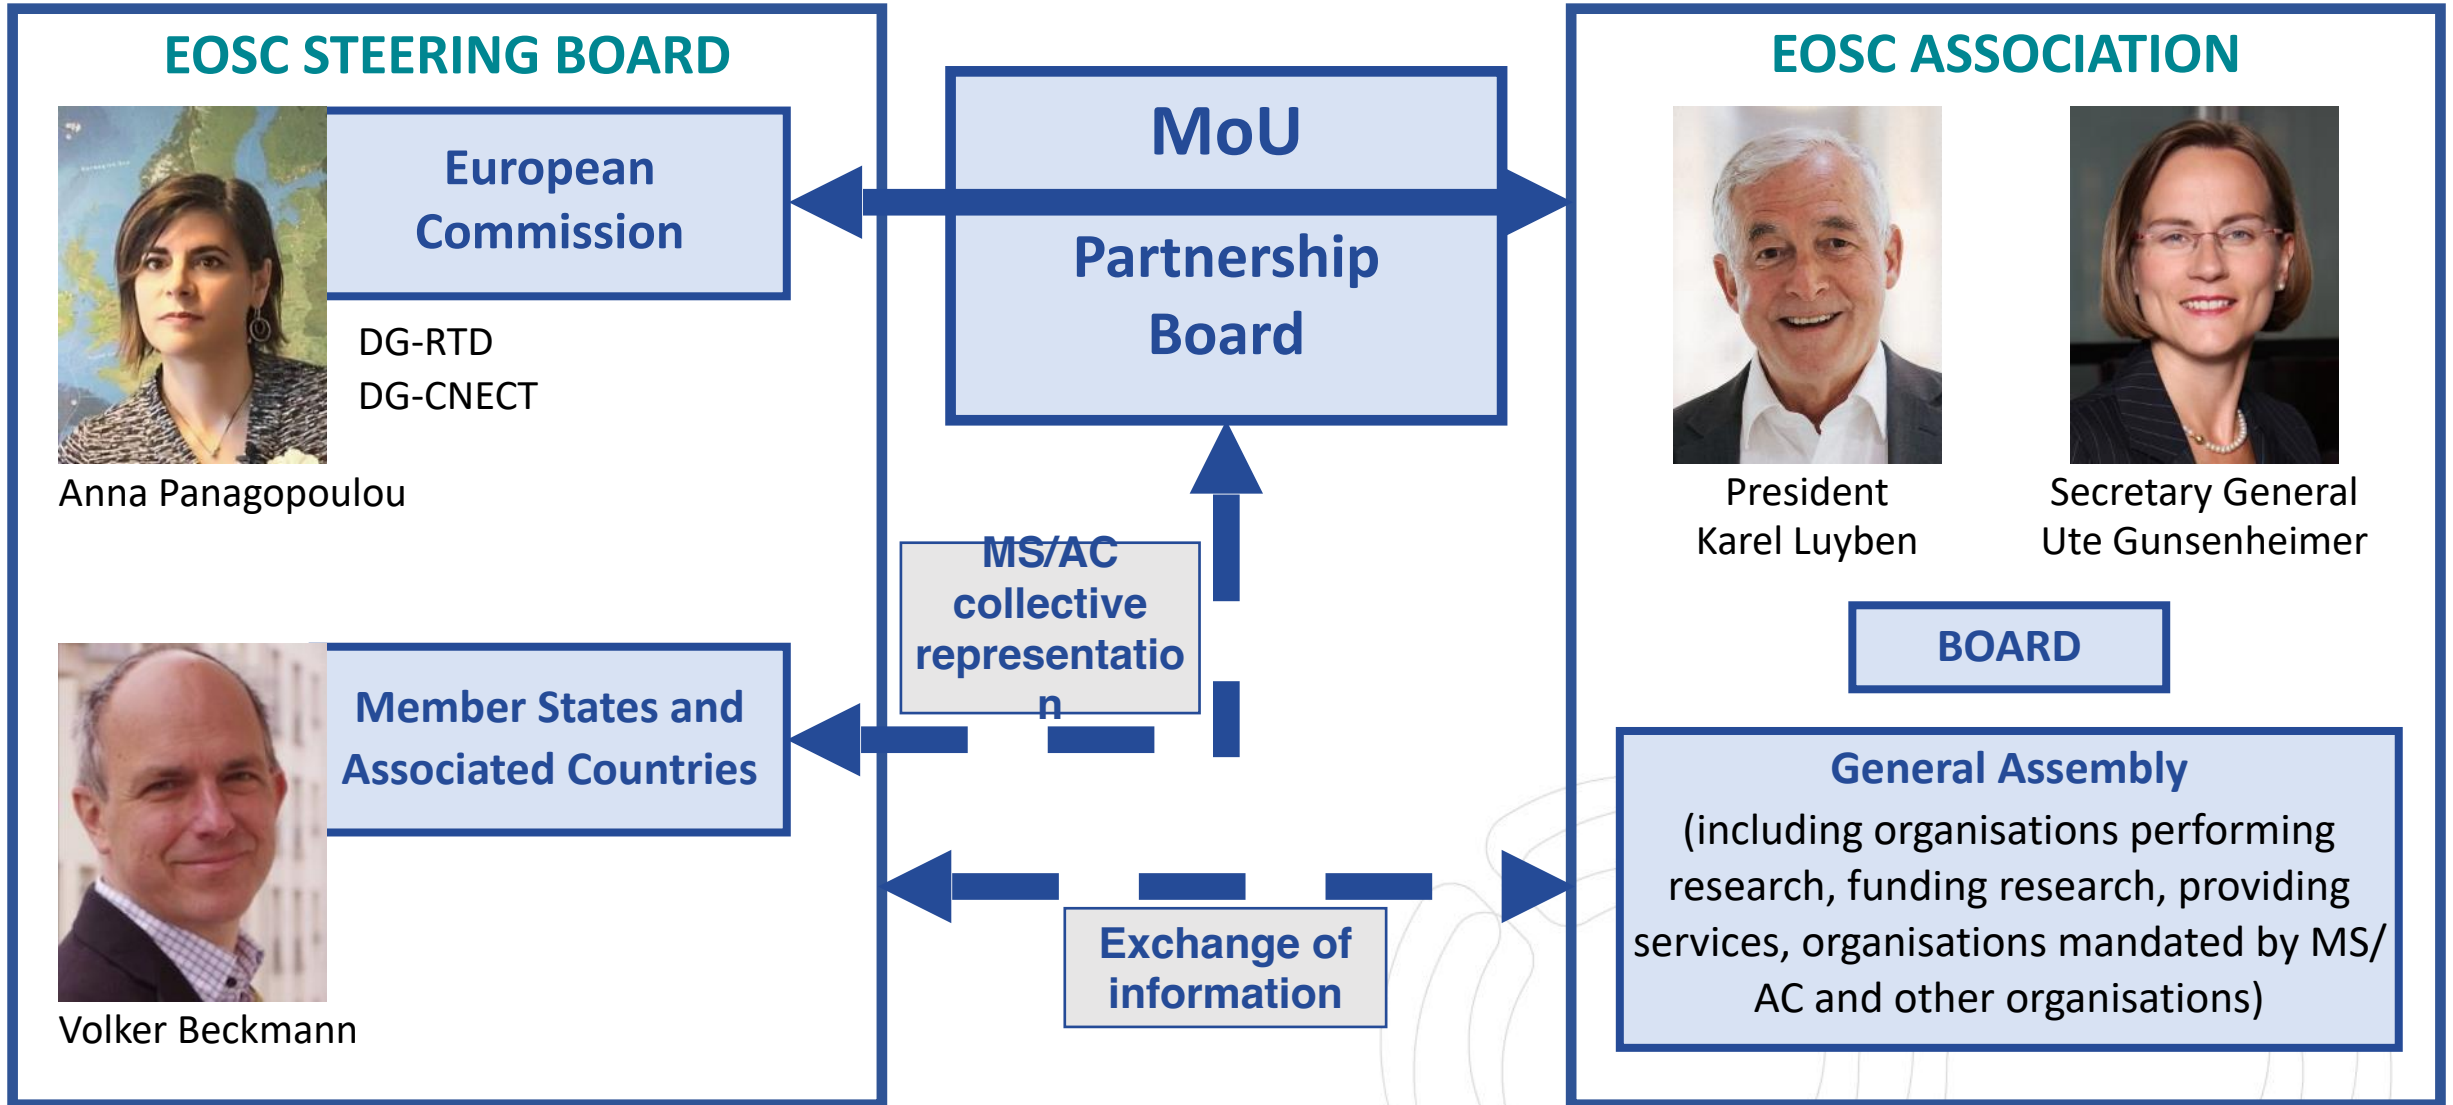 EOSC STEERING BOARD
European
Commission
DG-RTD
DG-CNECT
Anna Panagopoulou
Member States and
Associated Countries
Volker Beckmann
MoU
Partnership
Board
MS/AC
collective
representatio
n
Exchange of
information
EOSC ASSOCIATION
President
Karel Luyben
Secretary General
Ute Gunsenheimer
BOARD
General Assembly
(including organisations performing
research, funding research, providing
services, organisations mandated by MS/
AC and other organisations)